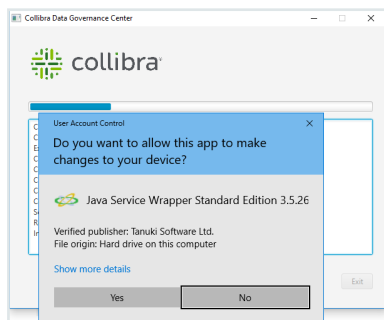 Collibra Data Governance Center
collibra
User Account Control
Do you want to allow this app to make
changes to your device?
Java Service Wrapper Standard Edition 3.5.26
Verified publisher: Tanuki Software Ltd.
File origin: Hard drive on this computer
Show more details
Yes
No
Exit